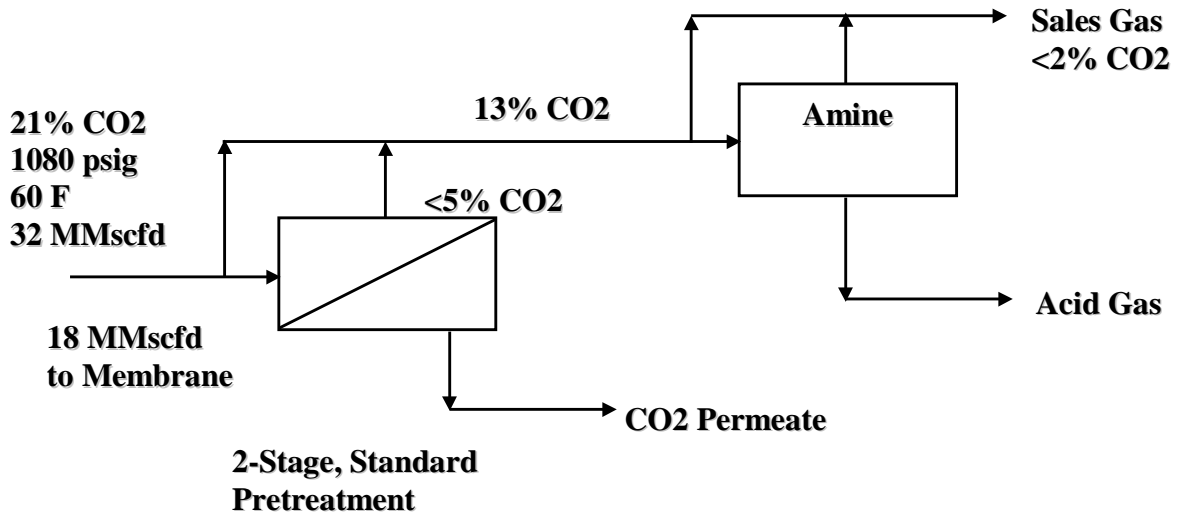 Sales Gas
<2% CO2
Amine
13% CO2
21% CO2
1080 psig
60 F
32 MMscfd
<5% CO2
18 MMscfd
to Membrane
Acid Gas
CO2 Permeate
2-Stage, Standard
Pretreatment